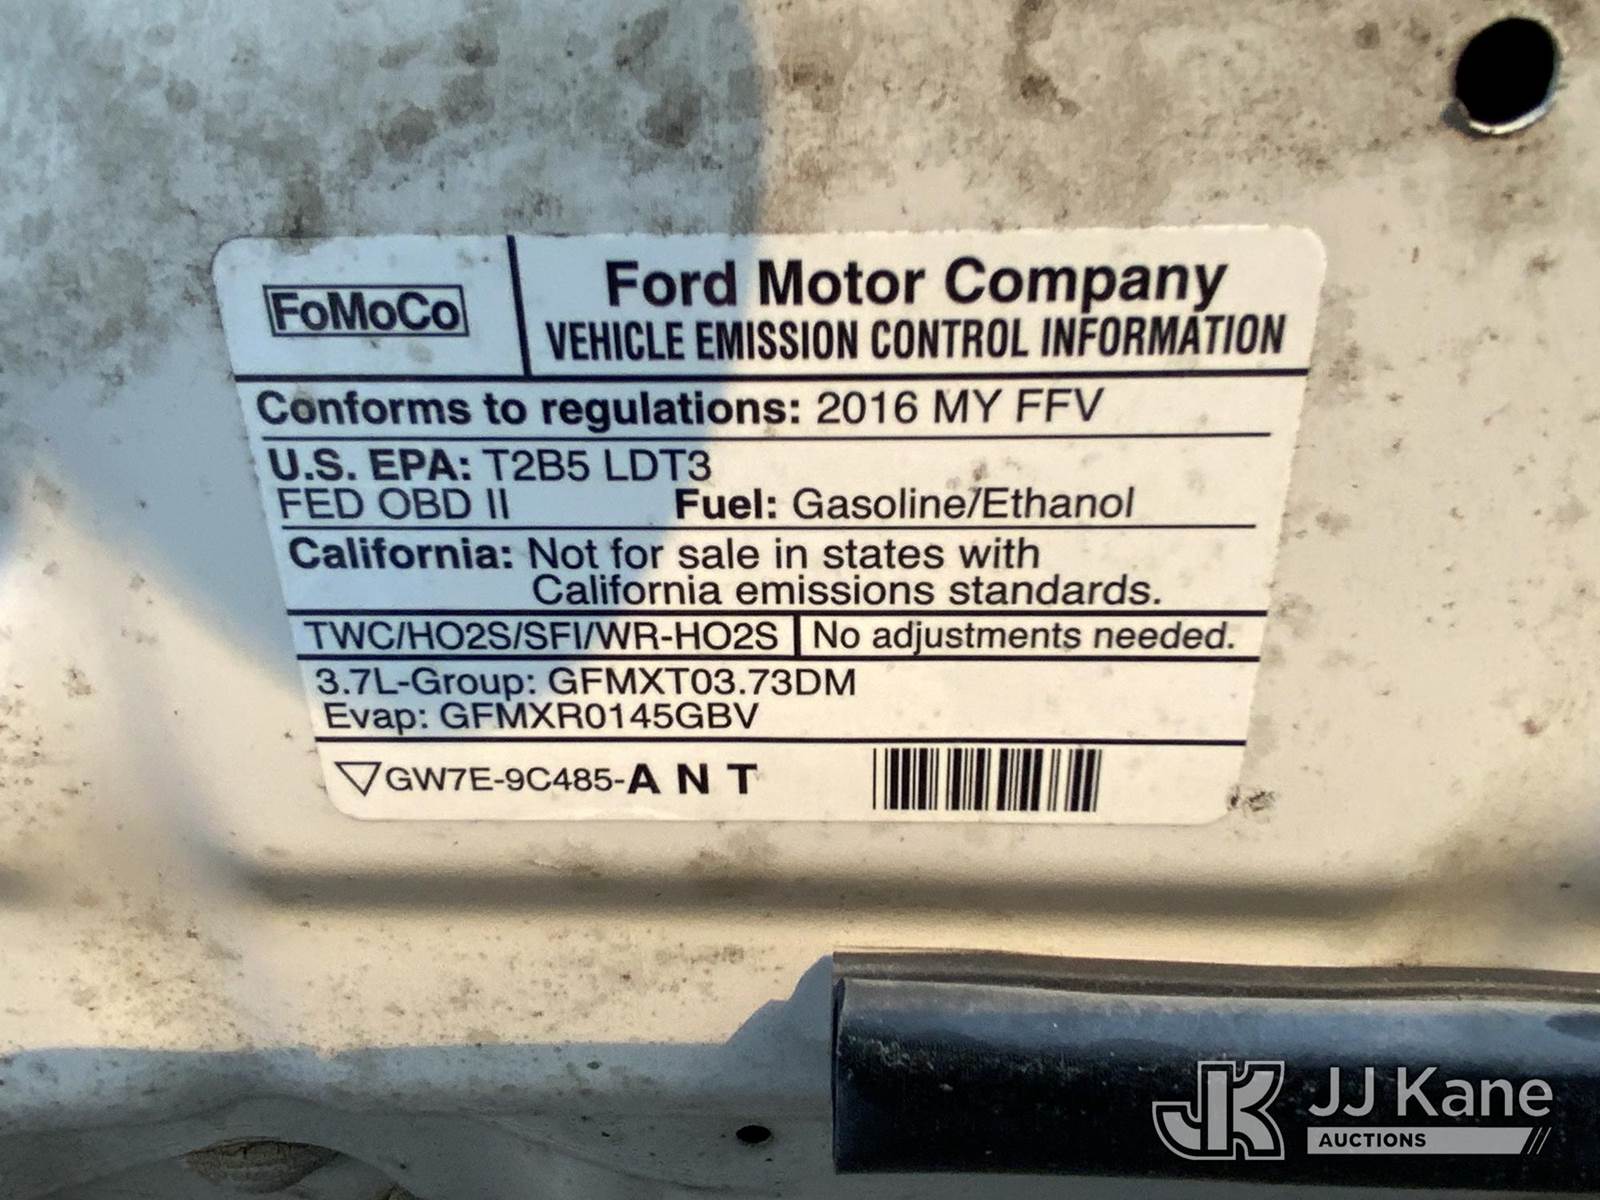 FoMoCo
Ford Motor Company
VEHICLE EMISSION CONTROL INFORMATION
Conforms to regulations: 2016 MY FFV
U.S. EPA: T2B5 LDT3
FED OBD II Fuel: Gasoline/Ethanol
California: Not for sale in states with
California emissions standards.
TWC/HO2S/SFI/WR-HO2S No adjustments needed.
3.7L-Group: GFMXT03.73DM
Evap: GFMXR0145GBV
GW7E-9C485-A N T
JK JJ Kane
AUCTIONS